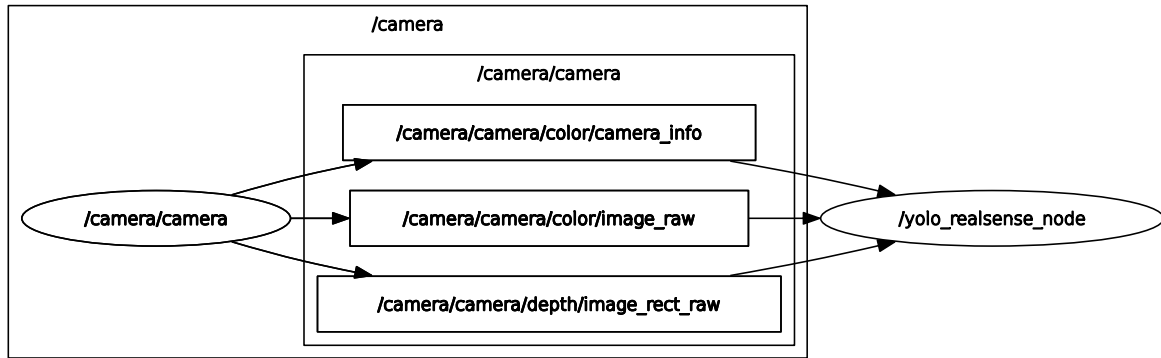 /camera
/camera/camera
/camera/camera/color/camera_info
/camera/camera
/camera/camera/color/image_raw
/yolo_realsense_node
/camera/camera/depth/image_rect_raw